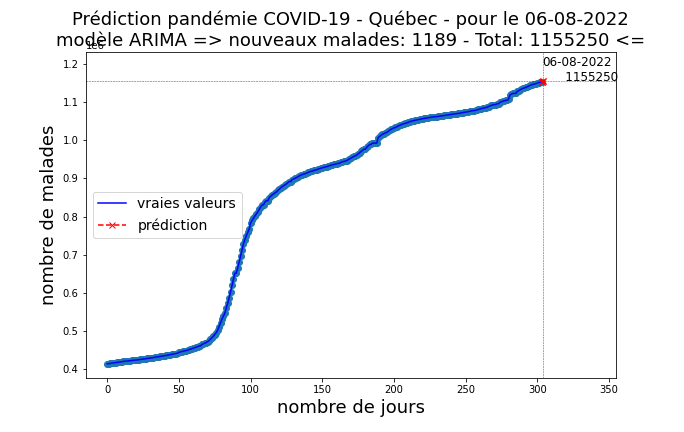 Prédiction pandémie COVID-19 - Québec - pour le 06-08-2022
modèle ARIMA => nouveaux malades: 1189 - Total: 1155250 <=
1e6
06-08-2022
1155250
1.2
1.1
1.0
0.9
0.8
0.7
0.6
0.5
0.4
nombre de malades
vraies valeurs
prédiction
0 50 100 150 200 250 300 350
nombre de jours